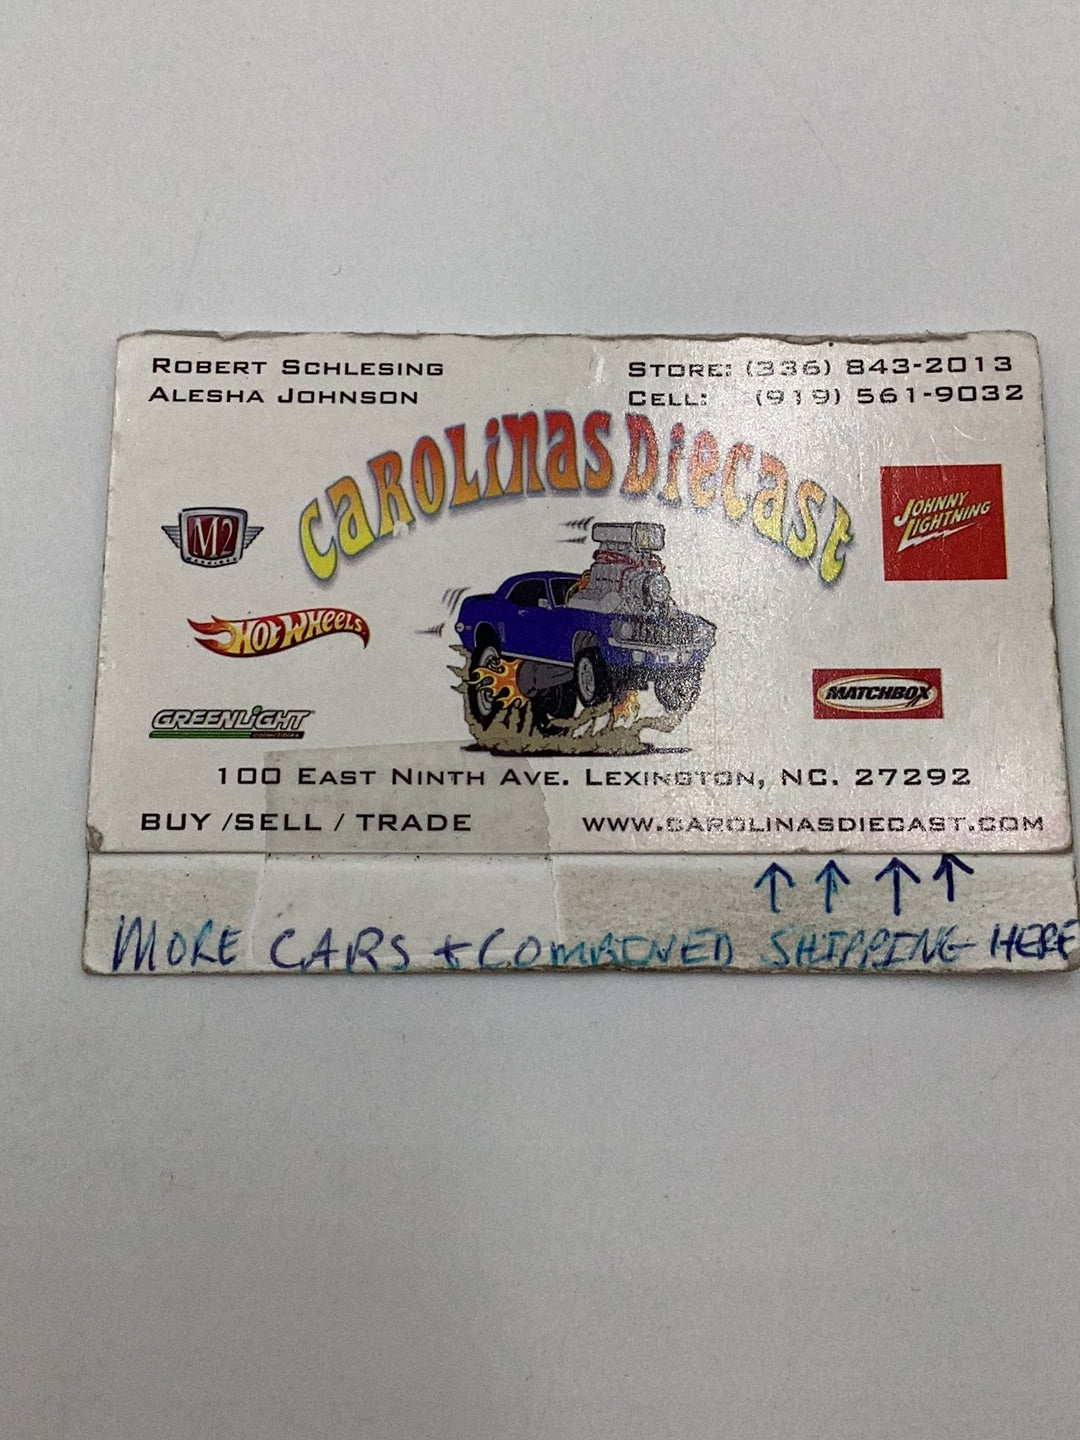 ROBERT SCHLESING
ALESHA JOHNSON
STORE: (336) 843-2013
CELL: (919) 561-9032
CAROLINAS DIECAST
M2
MACHINES
JOHNNY
LIGHTNING
HOT WHEELS
MATCHBOX
GREENLIGHT
collectibles
100 EAST NINTH AVE. LEXINGTON, NC. 27292
BUY /SELL / TRADE
WWW.CAROLINASDIECAST.COM
↑ ↑ ↑ ↑
MORE CARS + COMBINED SHIPPING HERE